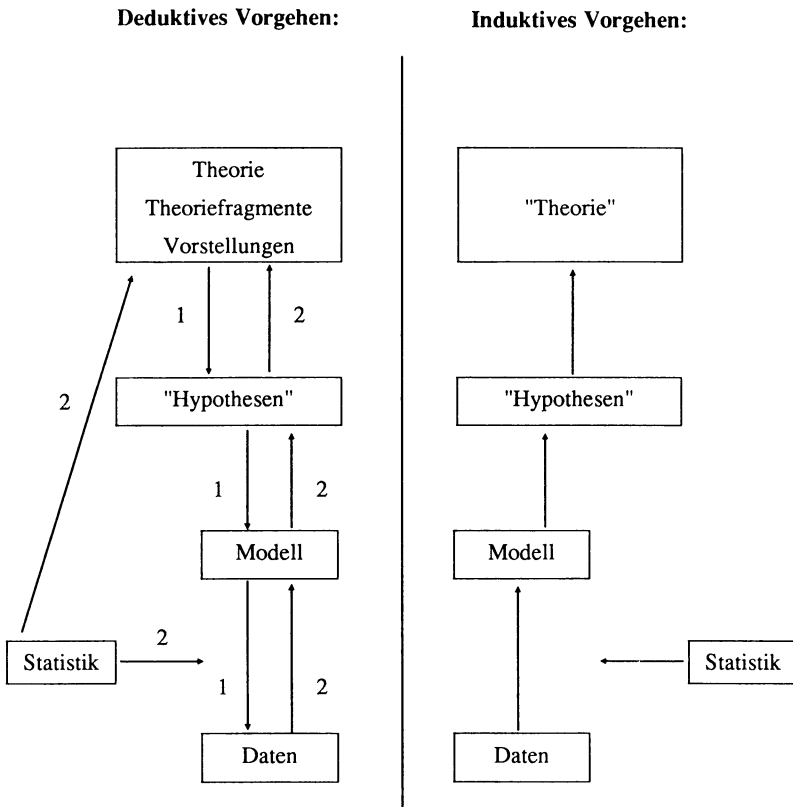 Deduktives Vorgehen:
Theorie
Theoriefragmente
Vorstellungen
1
2
2
"Hypothesen"
1
2
Modell
2
Statistik
1
2
Daten
Induktives Vorgehen:
"Theorie"
"Hypothesen"
Modell
Statistik
Daten